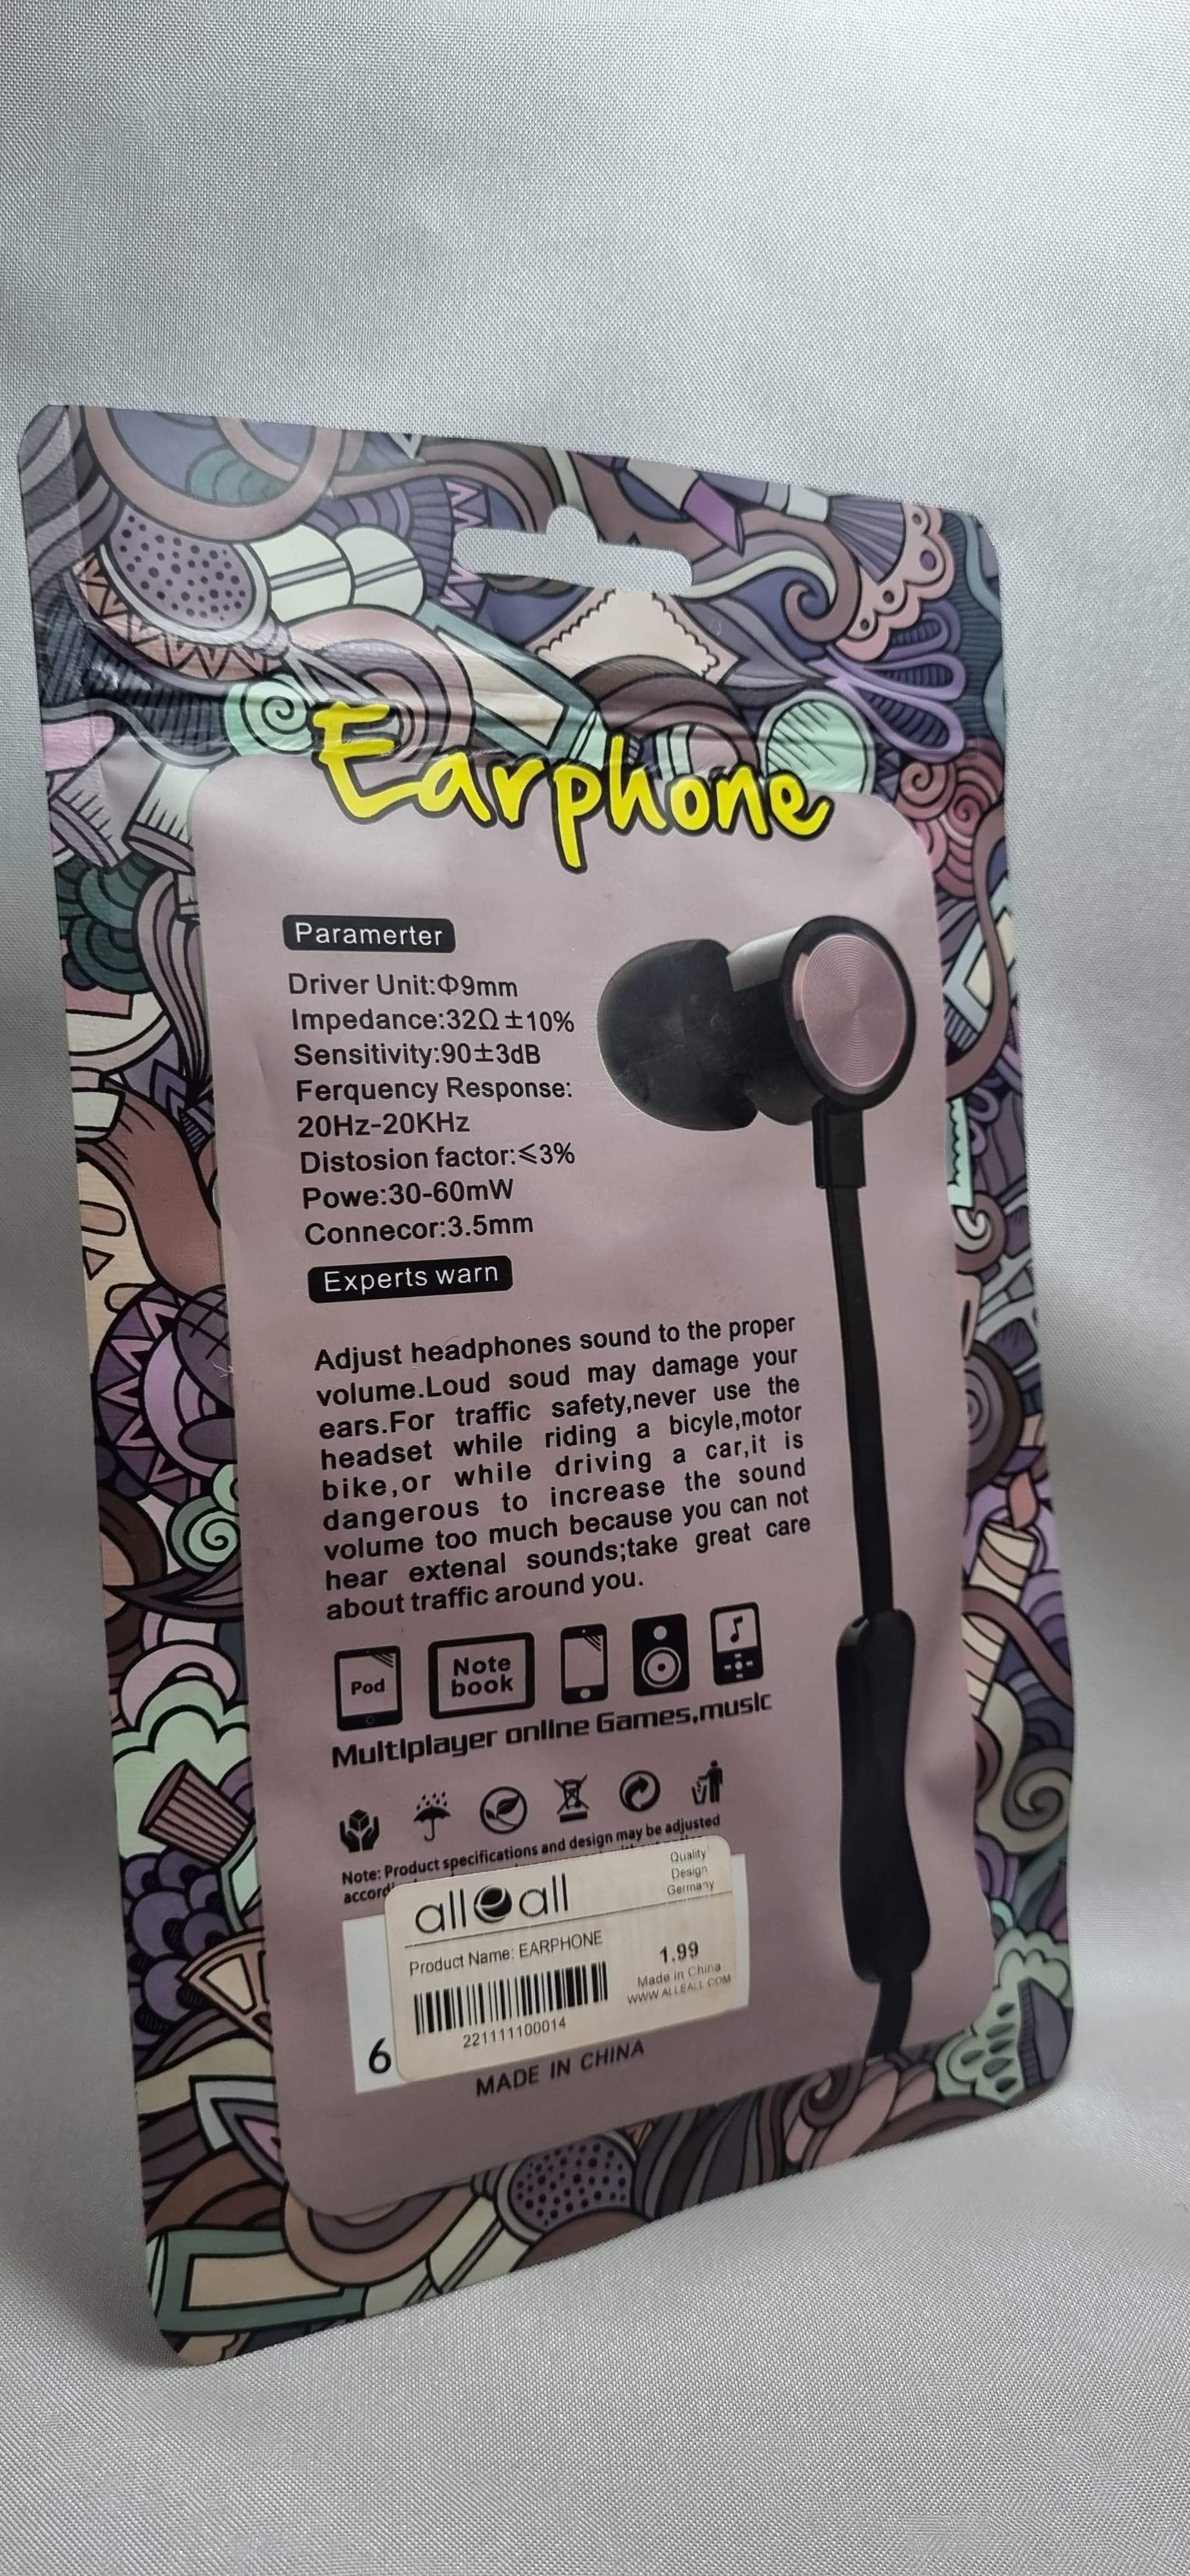 Earphone
Paramerter
Driver Unit:Φ9mm
Impedance:32Ω±10%
Sensitivity:90±3dB
Ferquency Response:
20Hz-20KHz
Distosion factor:≤3%
Powe:30-60mW
Connecor:3.5mm
Experts warn
Adjust headphones sound to the proper
volume.Loud soud may damage your
ears.For traffic safety,never use the
headset while riding a bicyle,motor
bike,or while driving a car,it is
dangerous to increase the sound
volume too much because you can not
hear extenal sounds;take great care
about traffic around you.
Pod
Note
book
Multiplayer online Games,music
Note: Product specifications and design may be adjusted
alleall
Quality
Design
Germany
Product Name: EARPHONE
1.99
Made in China
WWW.ALLEALL.COM
221111100014
6
MADE IN CHINA